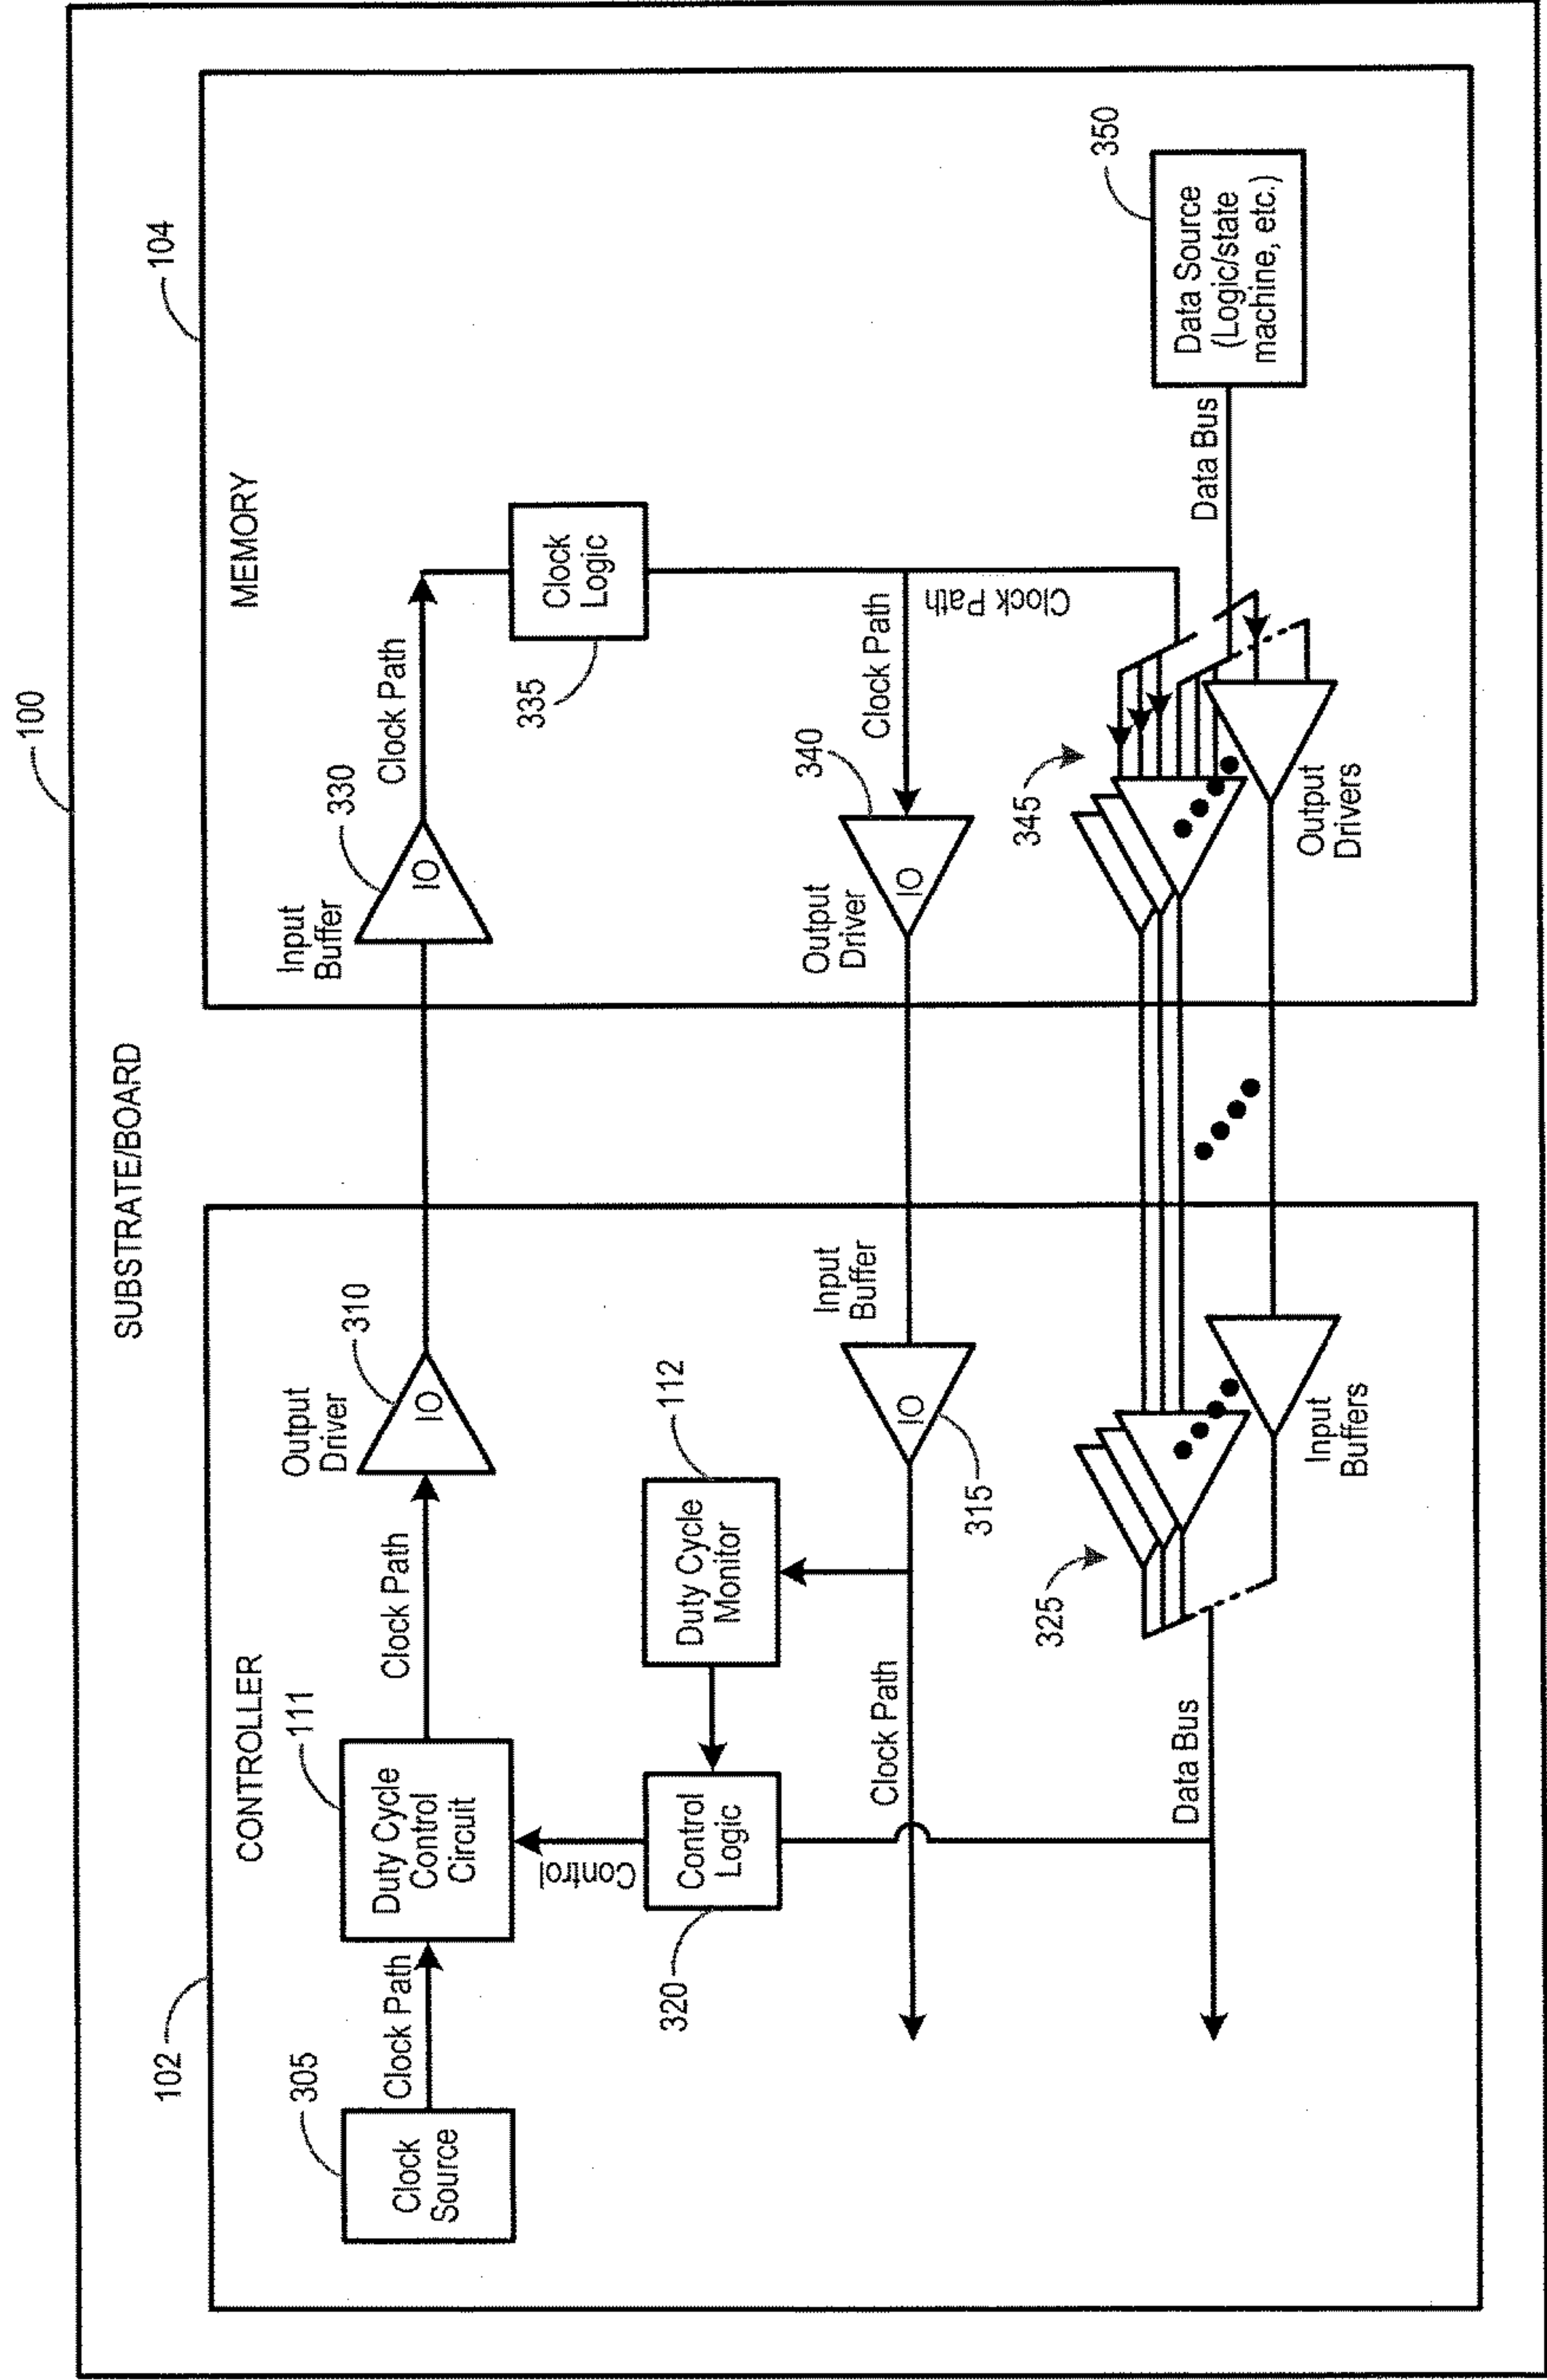 100
SUBSTRATE/BOARD
102
CONTROLLER
305
Clock
Source
Clock Path
111
Duty Cycle
Control
Circuit
Clock Path
Output
Driver
310
IO
Control
320
Control
Logic
112
Duty Cycle
Monitor
Input
Buffer
IO
315
Clock Path
325
Input
Buffers
Data Bus
104
MEMORY
Input
Buffer
330
IO
Clock Path
335
Clock
Logic
Clock Path
Clock Path
340
Output
Driver
IO
345
Output
Drivers
Data Bus
350
Data Source
(Logic/state
machine, etc.)